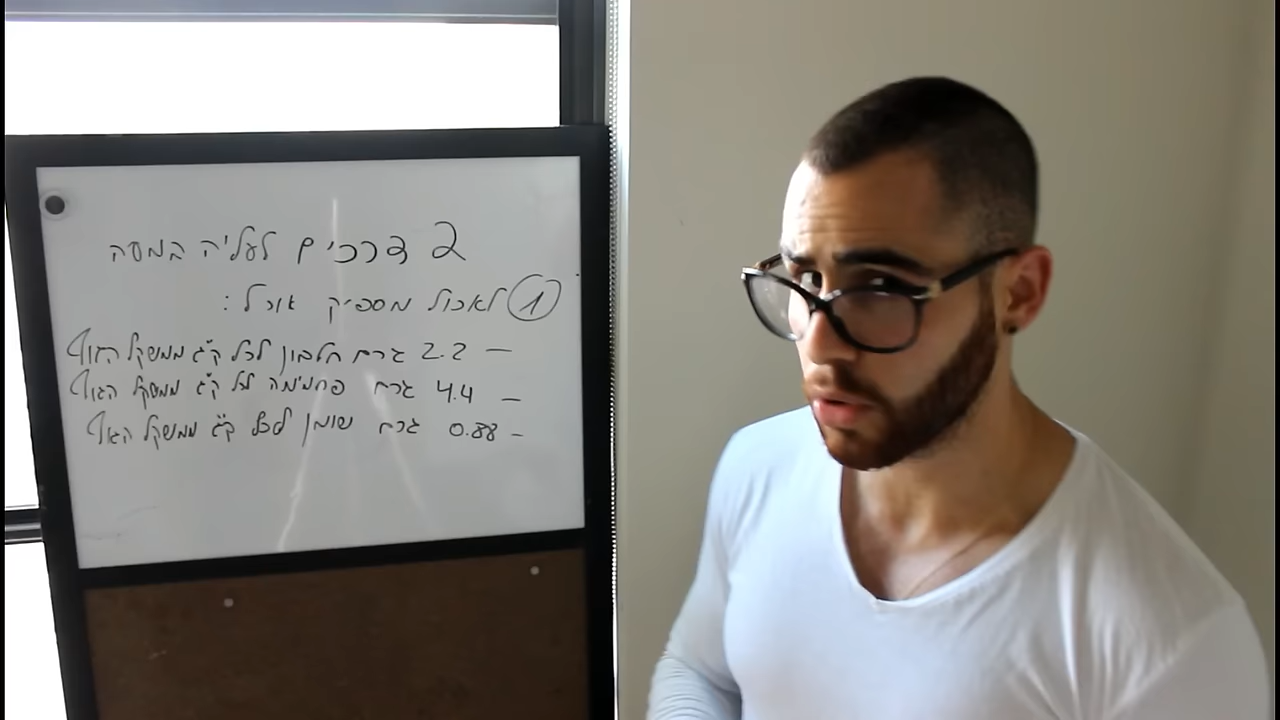 2 דרכים לעליה במסה
① לאכול מספיק אוכל :
— 2.2 גרם חלבון לכל ק"ג ממשקל הגוף
— 4.4 גרם פחמימה לכל ק"ג ממשקל הגוף
— 0.88 גרם שומן לכל ק"ג ממשקל הגוף